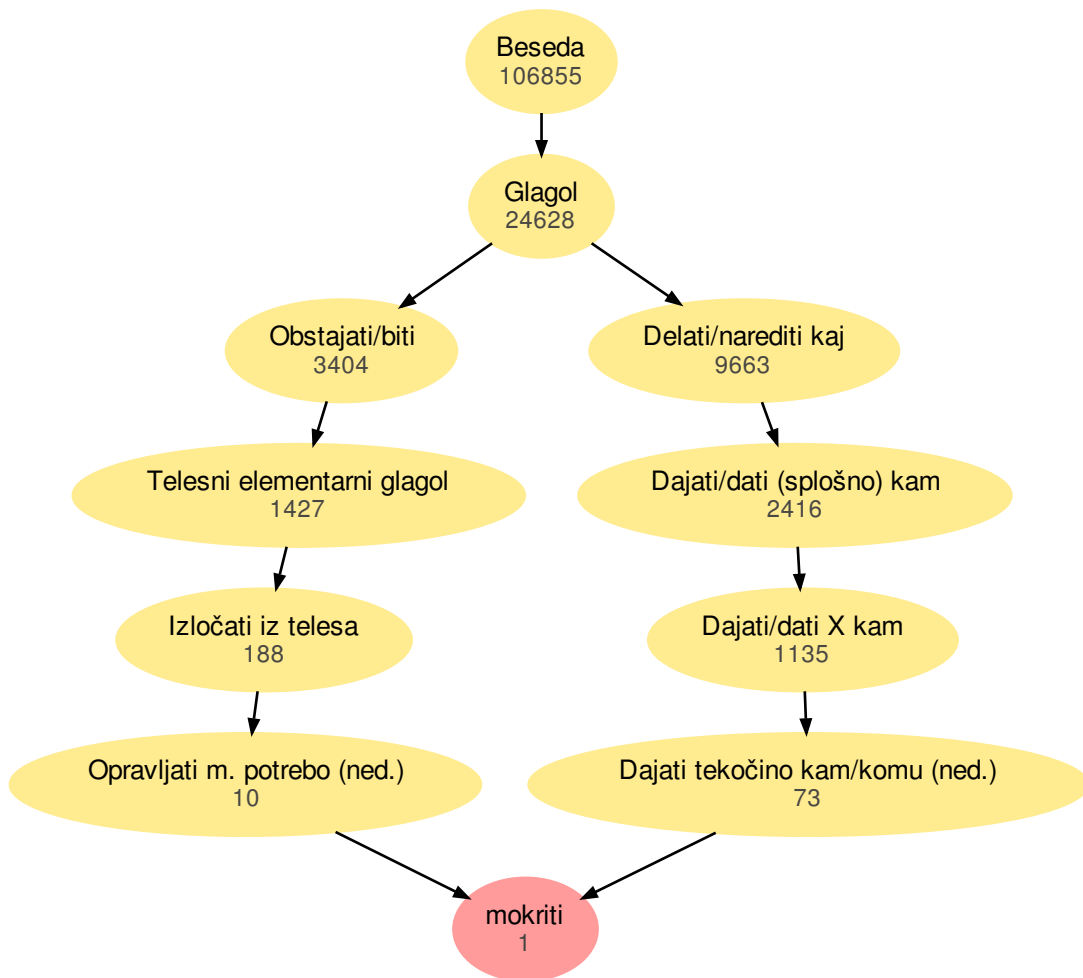 Beseda
106855
Glagol
24628
Obstajati/biti
3404
Delati/narediti kaj
9663
Telesni elementarni glagol
1427
Dajati/dati (splošno) kam
2416
Izločati iz telesa
188
Dajati/dati X kam
1135
Opravljati m. potrebo (ned.)
10
Dajati tekočino kam/komu (ned.)
73
mokriti
1